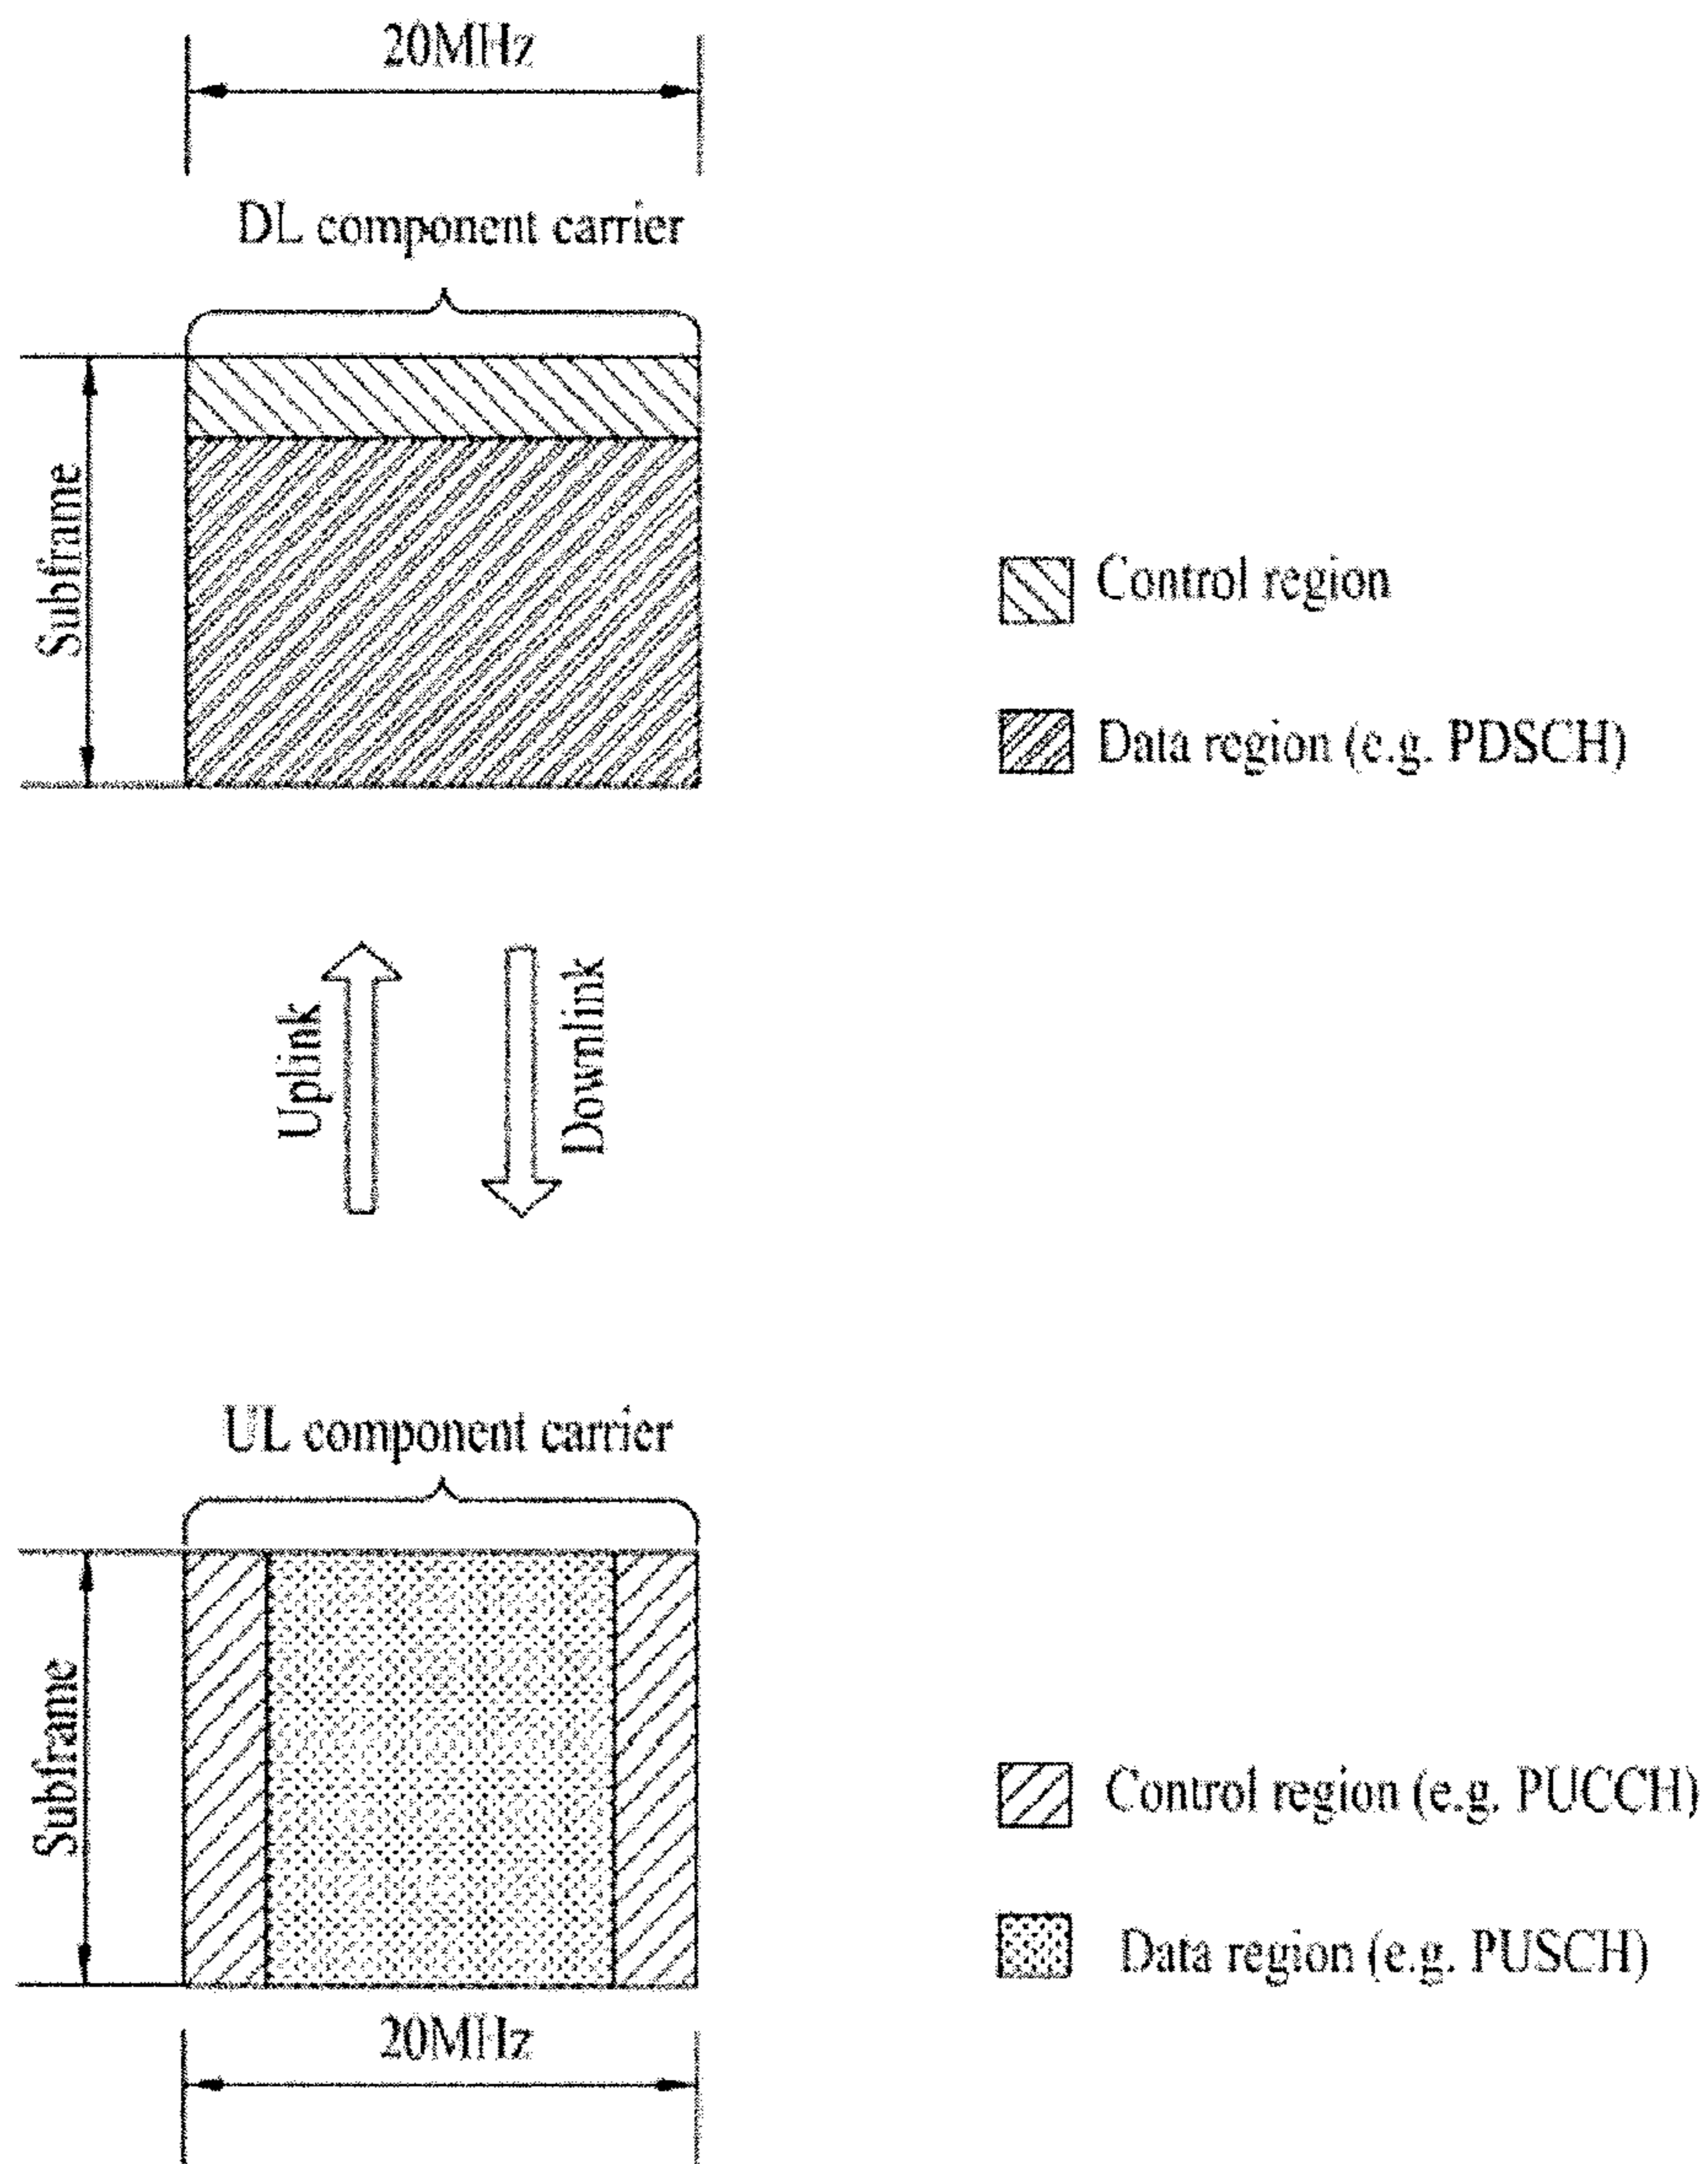 20MHz
DL component carrier
Subframe
Control region
Data region (e.g. PDSCH)
Uplink
Downlink
UL component carrier
Subframe
Control region (e.g. PUCCH)
Data region (e.g. PUSCH)
20MHz